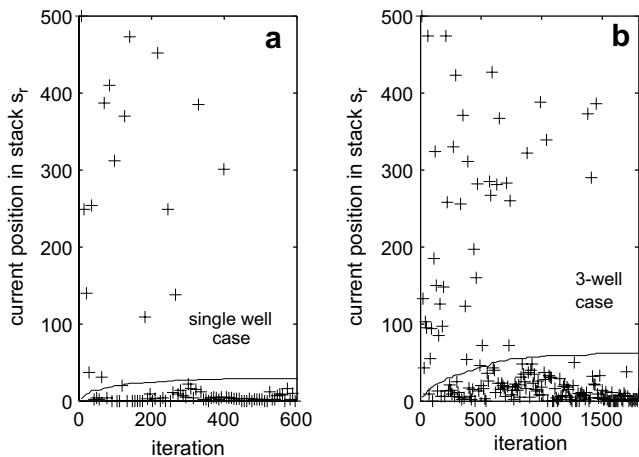 a
500
400
300
200
100
0
current position in stack s_r
single well
case
0 200 400 600
iteration
b
500
400
300
200
100
0
current position in stack s_r
3-well
case
0 500 1000 1500
iteration